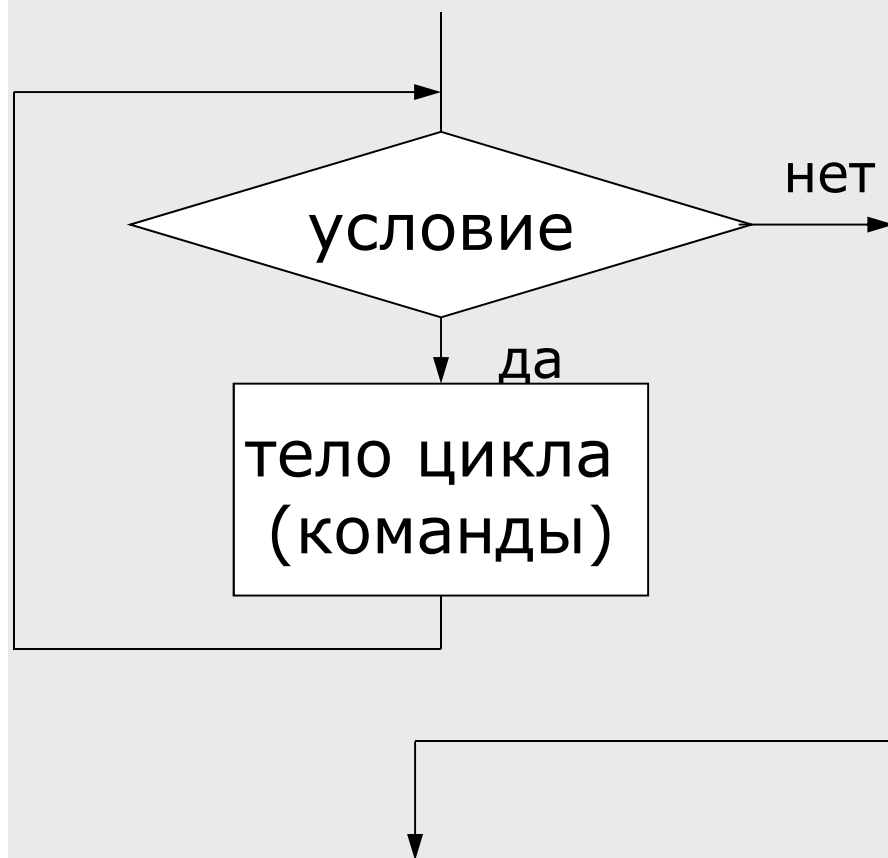 нет
условие
да
тело цикла
(команды)